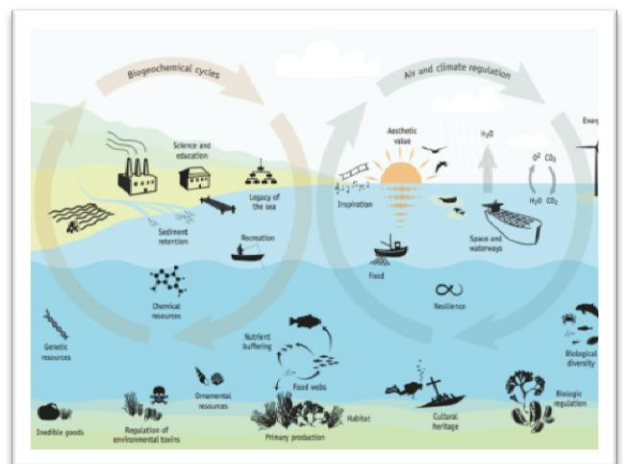 Biogeochemical cycles
Air and climate regulation
Aesthetic
value
H₂O
Energ
Science and
education
O² CO₂
Legacy of
the sea
Inspiration
H₂O CO₂
Sediment
retention
Recreation
Space and
waterways
Food
Chemical
resources
Resilience
Genetic
resources
Nutrient
buffering
Biological
diversity
Ornamental
resources
Food webs
Inedible goods
Regulation of
environmental toxins
Habitat
Primary production
Cultural
heritage
Biologic
regulation